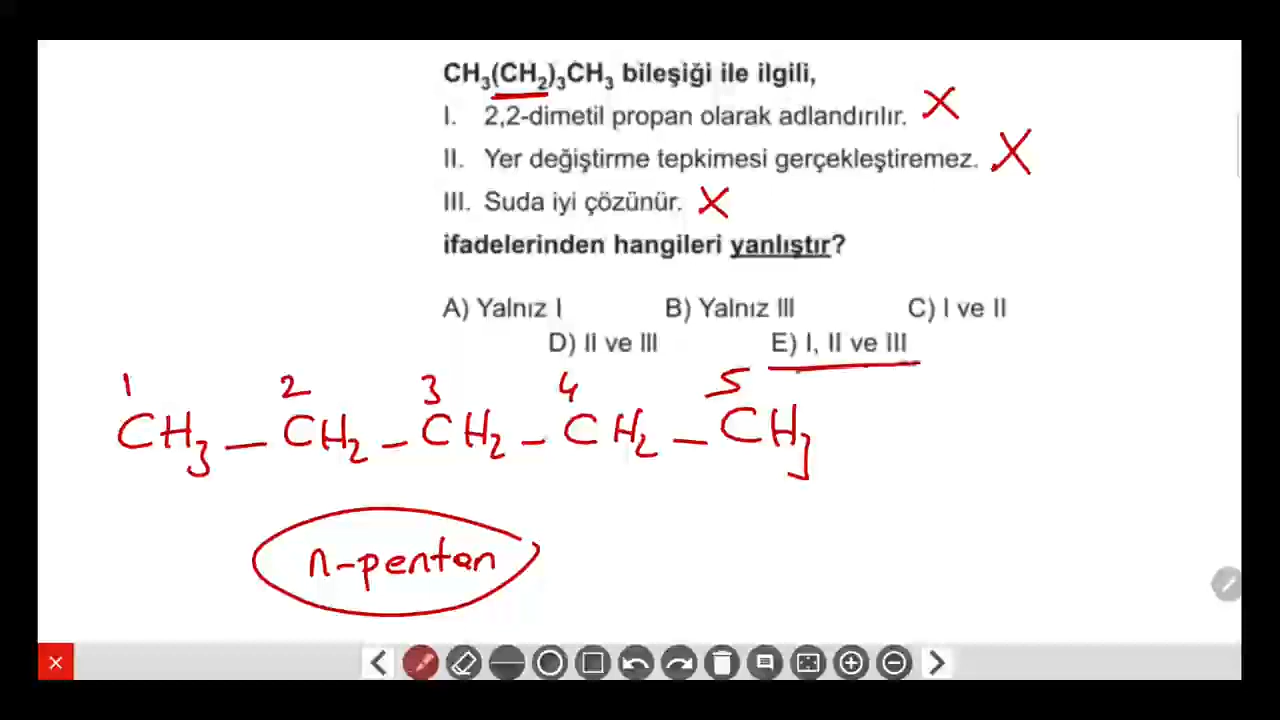 CH₃(CH₂)₃CH₃ bileşiği ile ilgili,
I. 2,2-dimetil propan olarak adlandırılır. X
II. Yer değiştirme tepkimesi gerçekleştiremez. X
III. Suda iyi çözünür. X
ifadelerinden hangileri yanlıştır?
A) Yalnız I B) Yalnız III C) I ve II
D) II ve III E) I, II ve III
1 2 3 4 5
CH₃ – CH₂ – CH₂ – CH₂ – CH₃
n-pentan